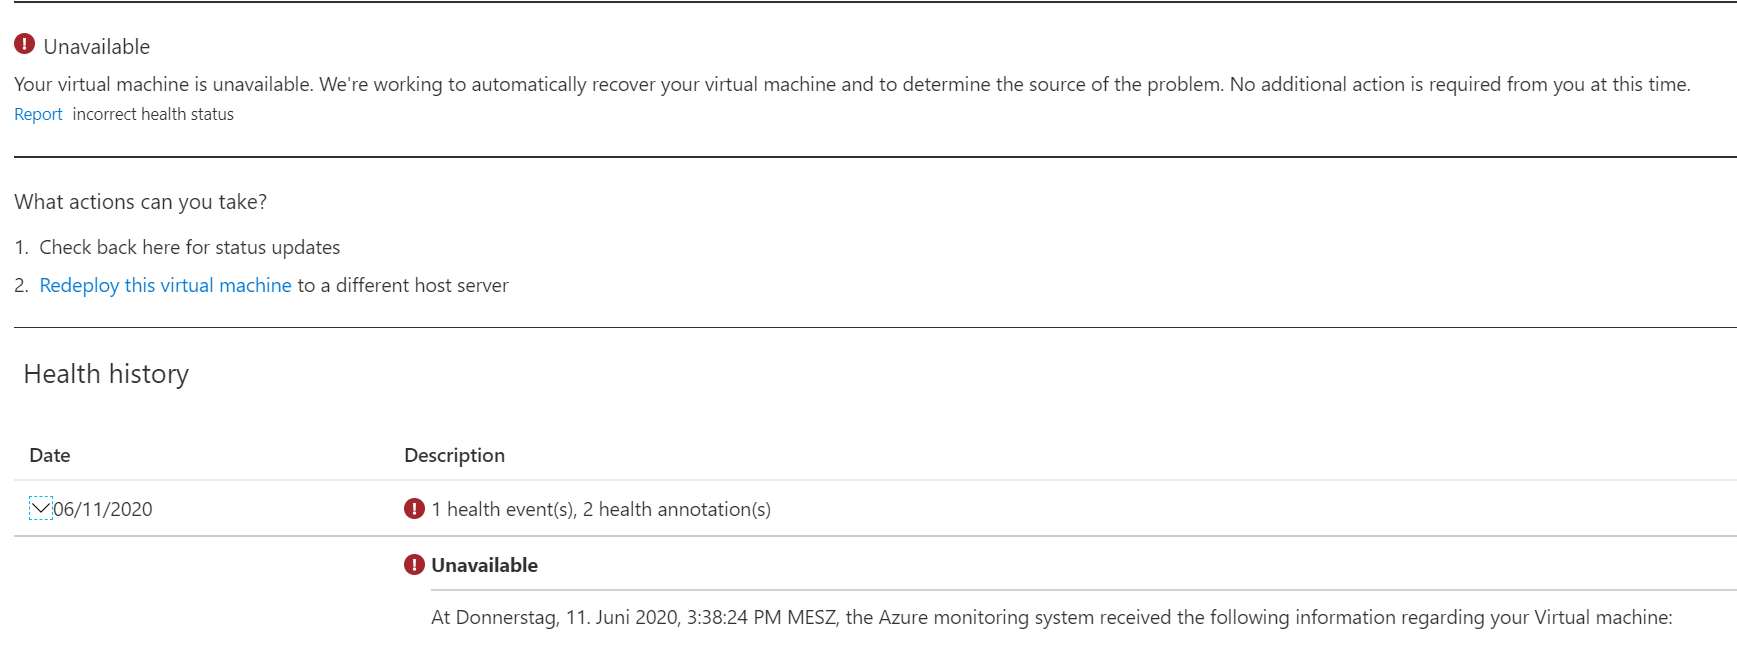 Unavailable
Your virtual machine is unavailable. We're working to automatically recover your virtual machine and to determine the source of the problem. No additional action is required from you at this time.
Report incorrect health status
What actions can you take?
1. Check back here for status updates
2. Redeploy this virtual machine to a different host server
Health history
Date Description
06/11/2020 1 health event(s), 2 health annotation(s)
Unavailable
At Donnerstag, 11. Juni 2020, 3:38:24 PM MESZ, the Azure monitoring system received the following information regarding your Virtual machine: